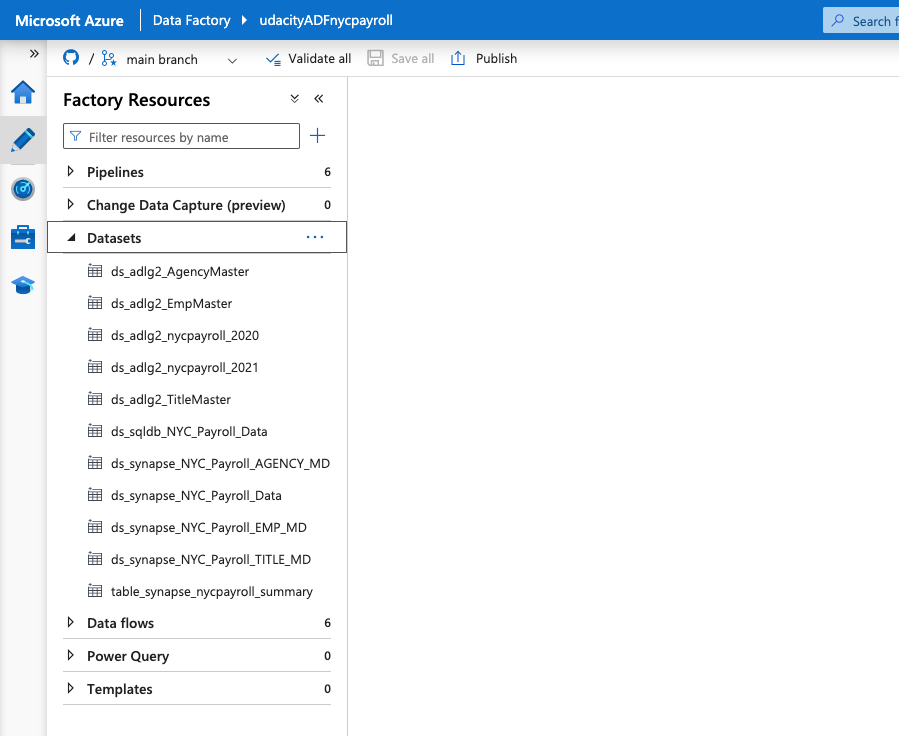 Microsoft Azure Data Factory udacityADFnycpayroll Search f
» / main branch Validate all Save all Publish
Factory Resources
Filter resources by name
Pipelines 6
Change Data Capture (preview) 0
Datasets ...
ds_adlg2_AgencyMaster
ds_adlg2_EmpMaster
ds_adlg2_nycpayroll_2020
ds_adlg2_nycpayroll_2021
ds_adlg2_TitleMaster
ds_sqldb_NYC_Payroll_Data
ds_synapse_NYC_Payroll_AGENCY_MD
ds_synapse_NYC_Payroll_Data
ds_synapse_NYC_Payroll_EMP_MD
ds_synapse_NYC_Payroll_TITLE_MD
table_synapse_nycpayroll_summary
Data flows 6
Power Query 0
Templates 0